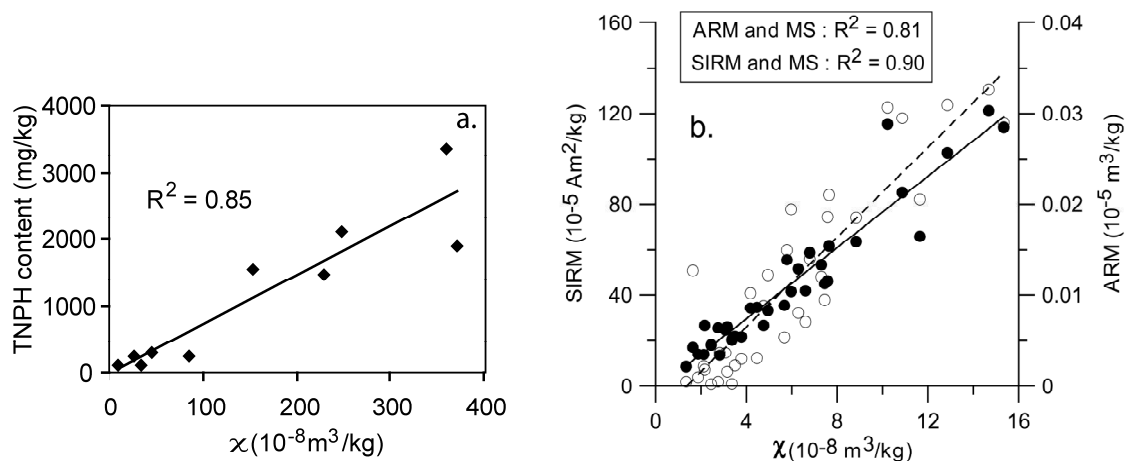 a.
4000
3000
2000
1000
0
TNPH content (mg/kg)
R² = 0.85
0 100 200 300 400
ϰ(10⁻⁸m³/kg)
ARM and MS : R² = 0.81
SIRM and MS : R² = 0.90
b.
160
120
80
40
0
SIRM (10⁻⁵ Am²/kg)
0.04
0.03
0.02
0.01
0
ARM (10⁻⁵ m³/kg)
0 4 8 12 16
χ(10⁻⁸ m³/kg)